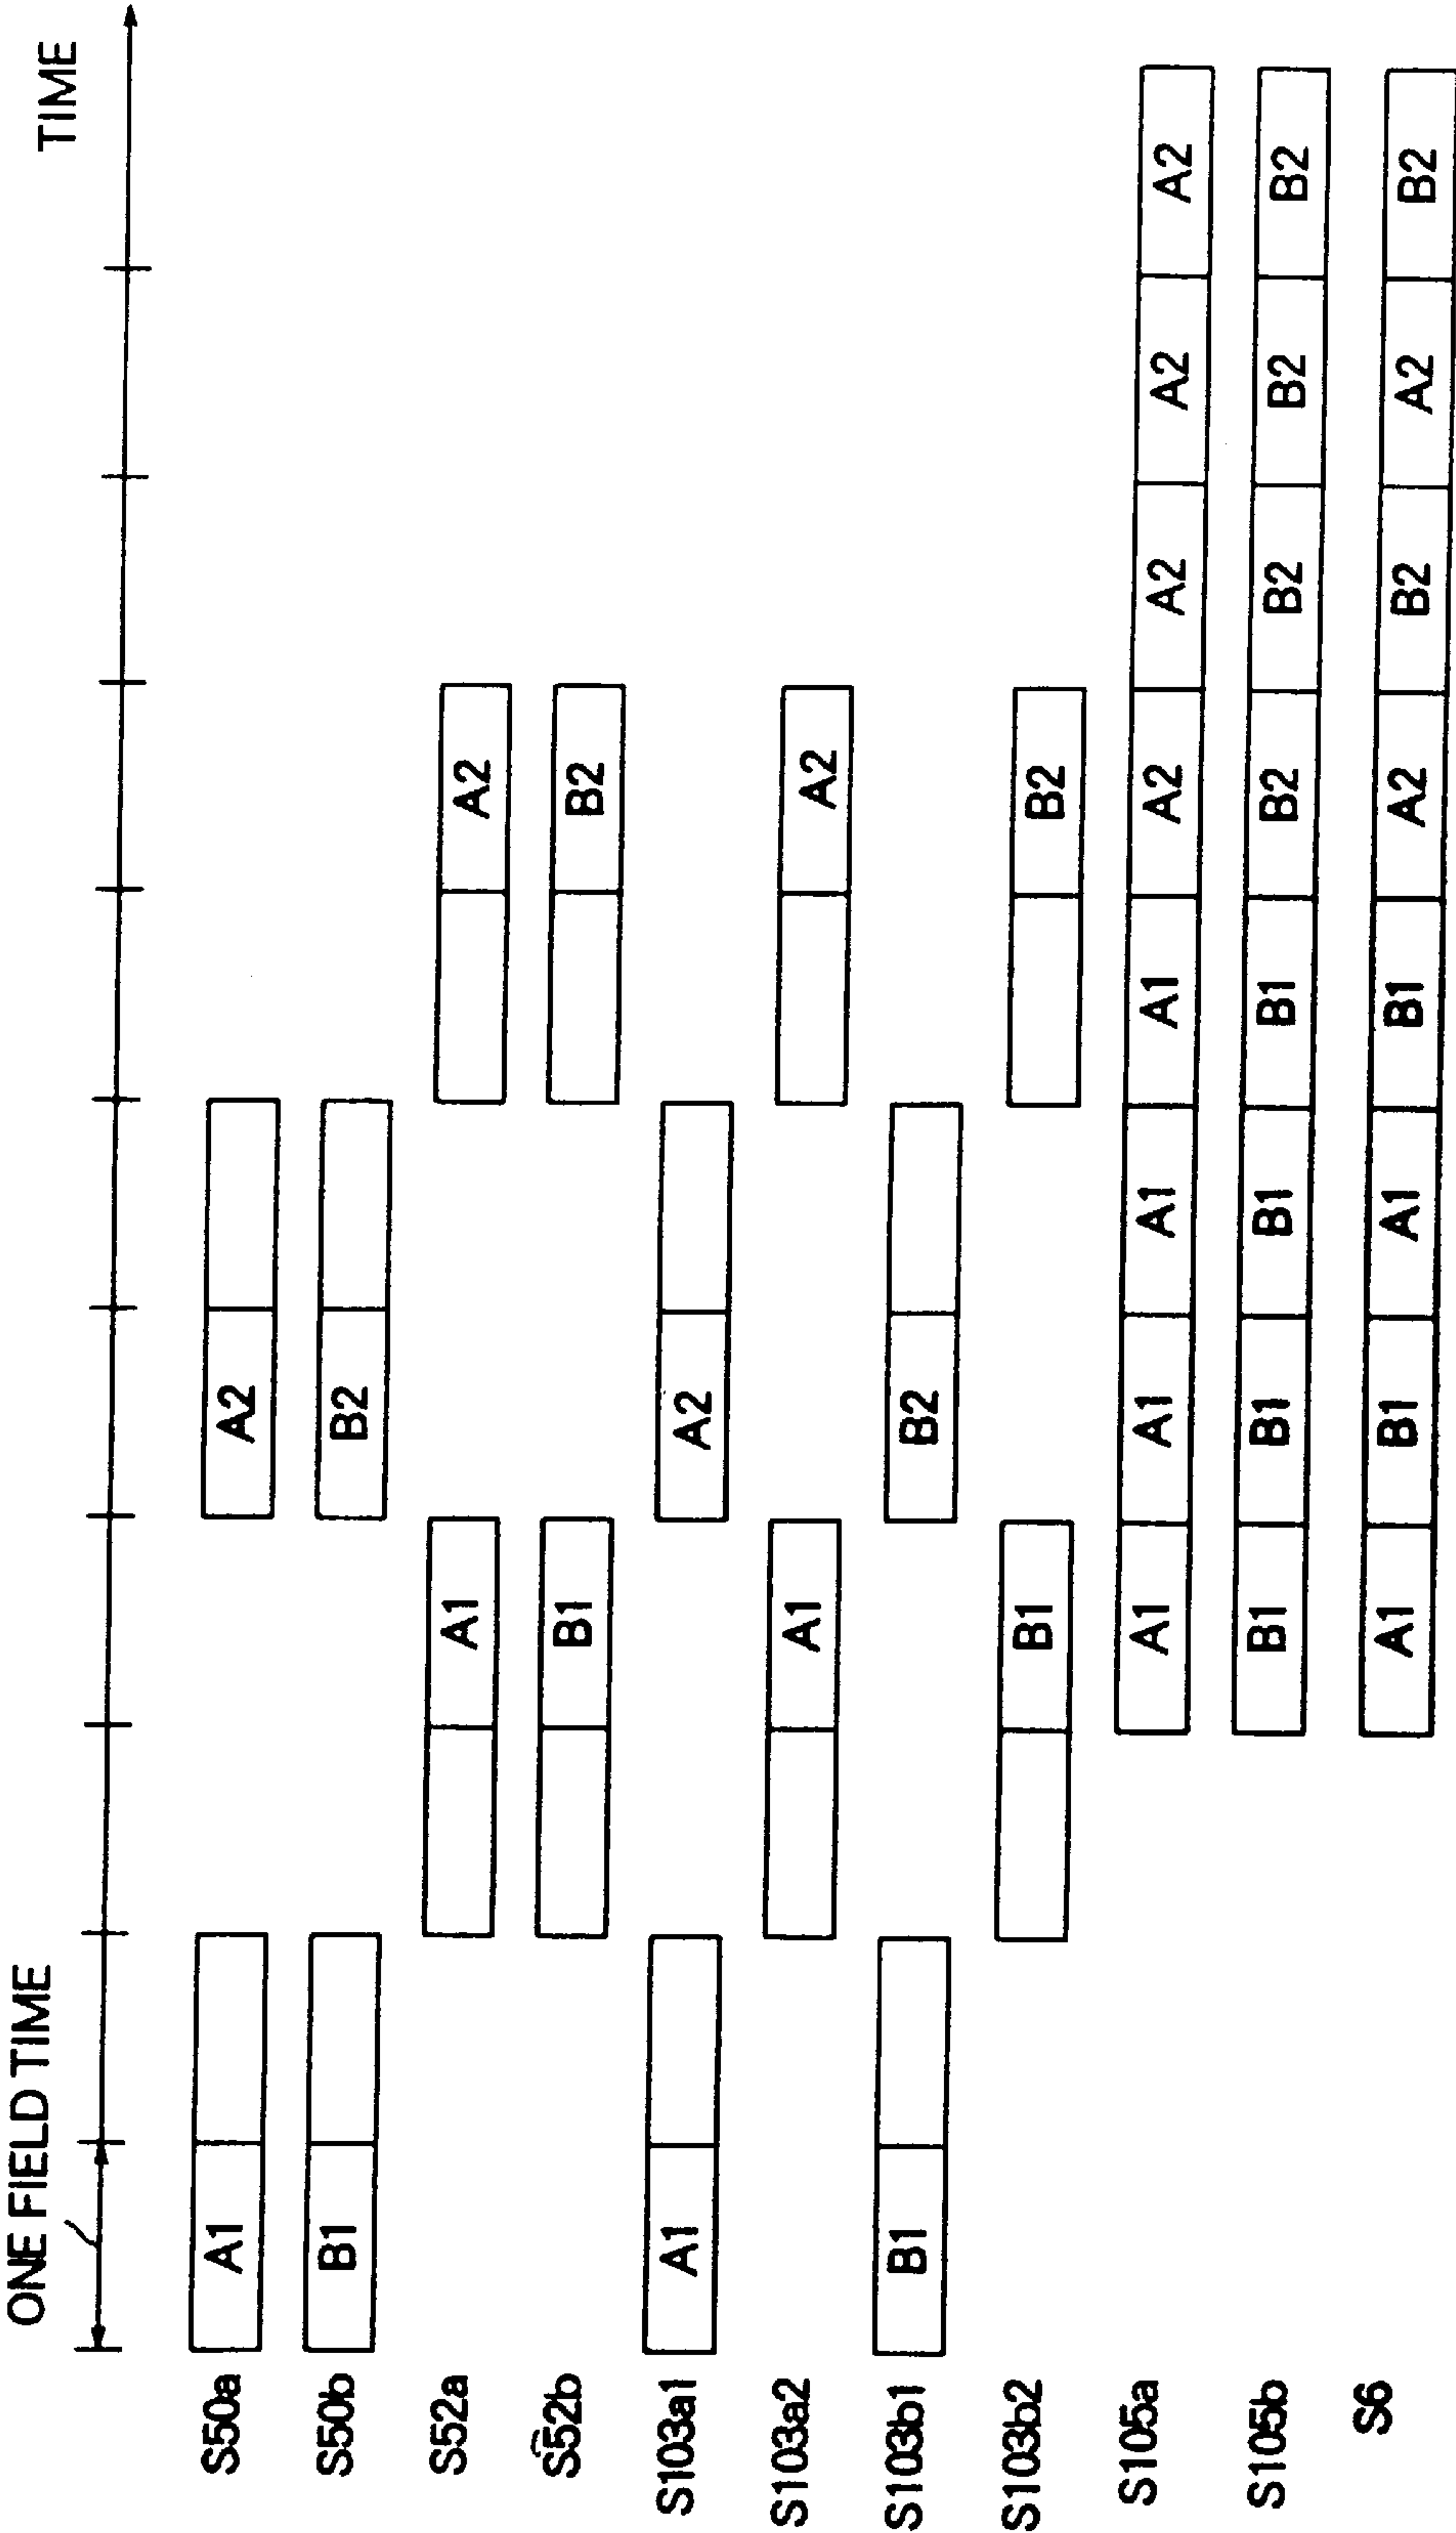 ONE FIELD TIME
TIME
S50a A1 A2
S50b B1 B2
S52a A1 A2
S52b B1 B2
S103a1 A1 A2
S103a2 A1 A2
S103b1 B1 B2
S103b2 B1 B2
S105a A1 A1 A1 A1 A2 A2 A2 A2
S105b B1 B1 B1 B1 B2 B2 B2 B2
S6 A1 B1 A1 B1 A2 B2 A2 B2